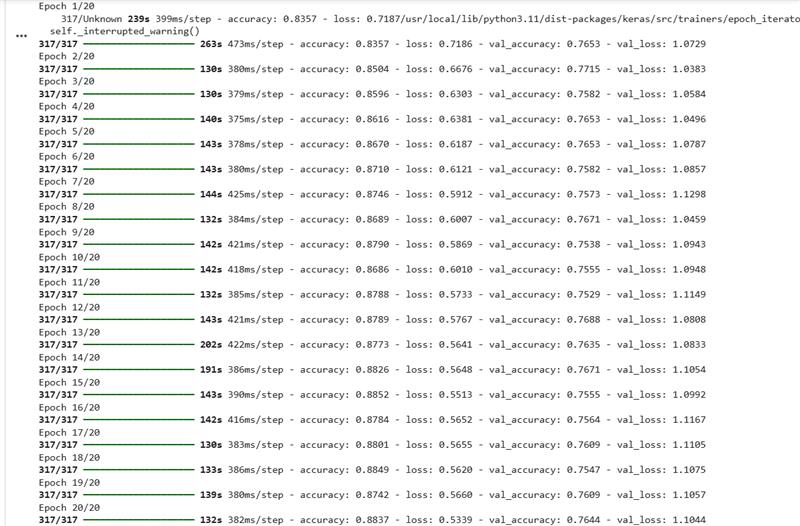 Epoch 1/20
317/Unknown 239s 399ms/step - accuracy: 0.8357 - loss: 0.7187/usr/local/lib/python3.11/dist-packages/keras/src/trainers/epoch_iterato
self._interrupted_warning()
317/317 ━━━━━━━━━━━━━━━━━━━━ 263s 473ms/step - accuracy: 0.8357 - loss: 0.7186 - val_accuracy: 0.7653 - val_loss: 1.0729
Epoch 2/20
317/317 ━━━━━━━━━━━━━━━━━━━━ 130s 380ms/step - accuracy: 0.8504 - loss: 0.6676 - val_accuracy: 0.7715 - val_loss: 1.0383
Epoch 3/20
317/317 ━━━━━━━━━━━━━━━━━━━━ 130s 379ms/step - accuracy: 0.8596 - loss: 0.6303 - val_accuracy: 0.7582 - val_loss: 1.0584
Epoch 4/20
317/317 ━━━━━━━━━━━━━━━━━━━━ 140s 375ms/step - accuracy: 0.8616 - loss: 0.6381 - val_accuracy: 0.7653 - val_loss: 1.0496
Epoch 5/20
317/317 ━━━━━━━━━━━━━━━━━━━━ 143s 378ms/step - accuracy: 0.8670 - loss: 0.6187 - val_accuracy: 0.7653 - val_loss: 1.0787
Epoch 6/20
317/317 ━━━━━━━━━━━━━━━━━━━━ 143s 380ms/step - accuracy: 0.8710 - loss: 0.6121 - val_accuracy: 0.7582 - val_loss: 1.0857
Epoch 7/20
317/317 ━━━━━━━━━━━━━━━━━━━━ 144s 425ms/step - accuracy: 0.8746 - loss: 0.5912 - val_accuracy: 0.7573 - val_loss: 1.1298
Epoch 8/20
317/317 ━━━━━━━━━━━━━━━━━━━━ 132s 384ms/step - accuracy: 0.8689 - loss: 0.6007 - val_accuracy: 0.7671 - val_loss: 1.0459
Epoch 9/20
317/317 ━━━━━━━━━━━━━━━━━━━━ 142s 421ms/step - accuracy: 0.8790 - loss: 0.5869 - val_accuracy: 0.7538 - val_loss: 1.0943
Epoch 10/20
317/317 ━━━━━━━━━━━━━━━━━━━━ 142s 418ms/step - accuracy: 0.8686 - loss: 0.6010 - val_accuracy: 0.7555 - val_loss: 1.0948
Epoch 11/20
317/317 ━━━━━━━━━━━━━━━━━━━━ 132s 385ms/step - accuracy: 0.8788 - loss: 0.5733 - val_accuracy: 0.7529 - val_loss: 1.1149
Epoch 12/20
317/317 ━━━━━━━━━━━━━━━━━━━━ 143s 421ms/step - accuracy: 0.8789 - loss: 0.5767 - val_accuracy: 0.7688 - val_loss: 1.0808
Epoch 13/20
317/317 ━━━━━━━━━━━━━━━━━━━━ 202s 422ms/step - accuracy: 0.8773 - loss: 0.5641 - val_accuracy: 0.7635 - val_loss: 1.0833
Epoch 14/20
317/317 ━━━━━━━━━━━━━━━━━━━━ 191s 386ms/step - accuracy: 0.8826 - loss: 0.5648 - val_accuracy: 0.7671 - val_loss: 1.1054
Epoch 15/20
317/317 ━━━━━━━━━━━━━━━━━━━━ 143s 390ms/step - accuracy: 0.8852 - loss: 0.5513 - val_accuracy: 0.7555 - val_loss: 1.0992
Epoch 16/20
317/317 ━━━━━━━━━━━━━━━━━━━━ 142s 416ms/step - accuracy: 0.8784 - loss: 0.5652 - val_accuracy: 0.7564 - val_loss: 1.1167
Epoch 17/20
317/317 ━━━━━━━━━━━━━━━━━━━━ 130s 383ms/step - accuracy: 0.8801 - loss: 0.5655 - val_accuracy: 0.7609 - val_loss: 1.1105
Epoch 18/20
317/317 ━━━━━━━━━━━━━━━━━━━━ 133s 386ms/step - accuracy: 0.8849 - loss: 0.5620 - val_accuracy: 0.7547 - val_loss: 1.1075
Epoch 19/20
317/317 ━━━━━━━━━━━━━━━━━━━━ 139s 380ms/step - accuracy: 0.8742 - loss: 0.5660 - val_accuracy: 0.7609 - val_loss: 1.1057
Epoch 20/20
317/317 ━━━━━━━━━━━━━━━━━━━━ 132s 382ms/step - accuracy: 0.8837 - loss: 0.5339 - val_accuracy: 0.7644 - val_loss: 1.1044